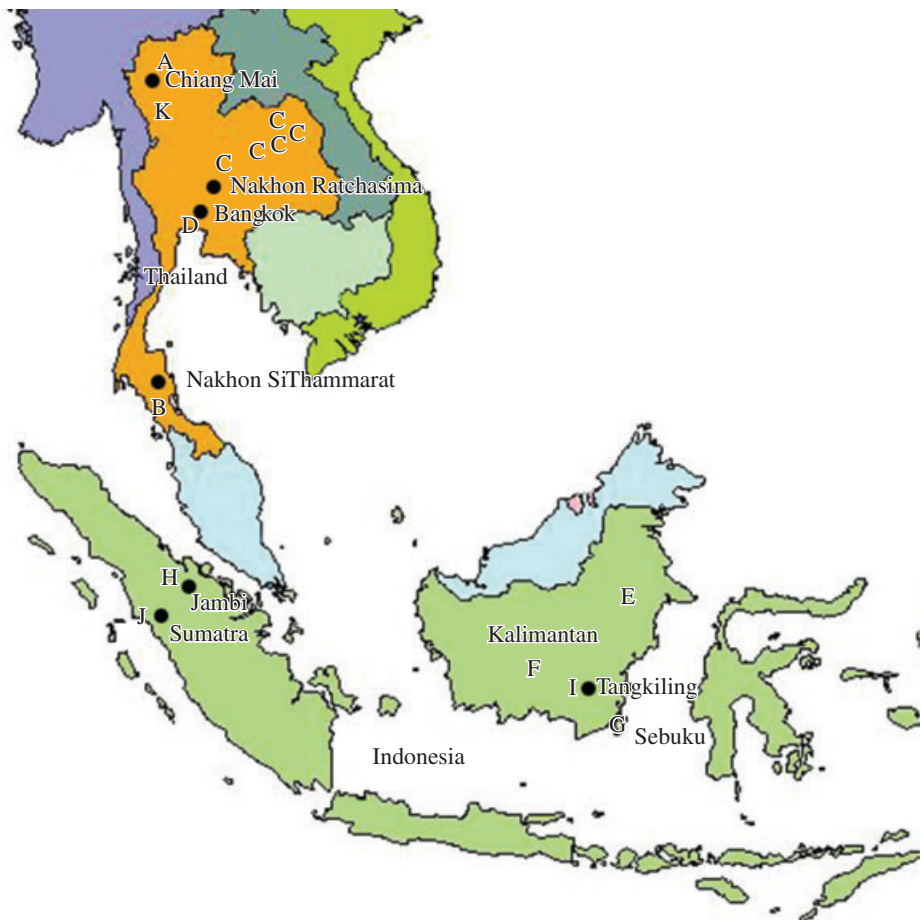 A
Chiang Mai
K
C
C
C
C
C
Nakhon Ratchasima
Bangkok
D
Thailand
Nakhon SiThammarat
B
H
Jambi
J
Sumatra
E
Kalimantan
F
I
Tangkiling
G
Sebuku
Indonesia